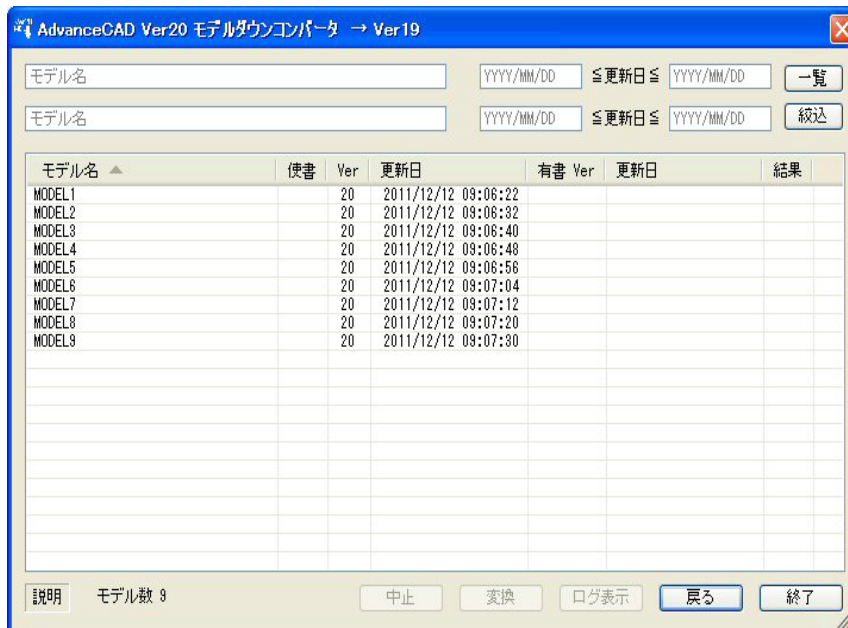 AdvanceCAD Ver20 モデルダウンコンバータ → Ver19
モデル名 YYYY/MM/DD ≦更新日≦ YYYY/MM/DD 一覧
モデル名 YYYY/MM/DD ≦更新日≦ YYYY/MM/DD 絞込
モデル名 使書 Ver 更新日 有書 Ver 更新日 結果
MODEL1 20 2011/12/12 09:06:22
MODEL2 20 2011/12/12 09:06:32
MODEL3 20 2011/12/12 09:06:40
MODEL4 20 2011/12/12 09:06:48
MODEL5 20 2011/12/12 09:06:56
MODEL6 20 2011/12/12 09:07:04
MODEL7 20 2011/12/12 09:07:12
MODEL8 20 2011/12/12 09:07:20
MODEL9 20 2011/12/12 09:07:30
説明 モデル数 9 中止 変換 ログ表示 戻る 終了